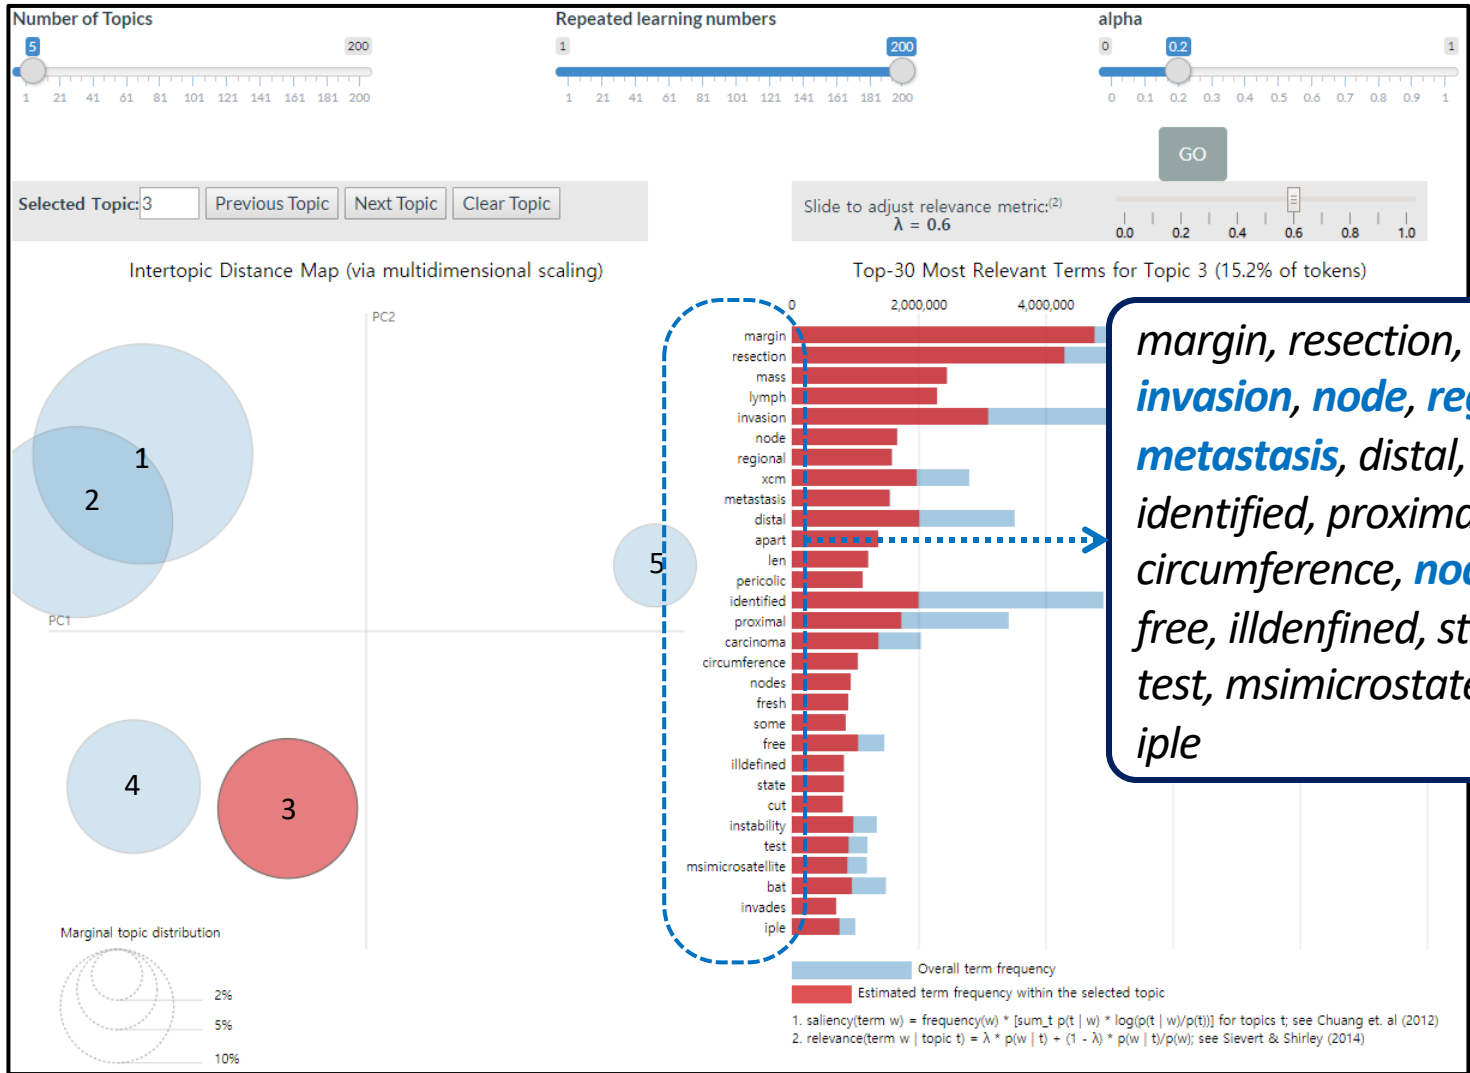 Number of Topics
5
200
1 21 41 61 81 101 121 141 161 181 200
Repeated learning numbers
1
200
1 21 41 61 81 101 121 141 161 181 200
alpha
0
0.2
1
0 0.1 0.2 0.3 0.4 0.5 0.6 0.7 0.8 0.9 1
GO
Selected Topic: 3 Previous Topic Next Topic Clear Topic
Slide to adjust relevance metric:(2)
λ = 0.6
0.0 0.2 0.4 0.6 0.8 1.0
Intertopic Distance Map (via multidimensional scaling)
PC2
1
2
5
PC1
4
3
Marginal topic distribution
2%
5%
10%
Top-30 Most Relevant Terms for Topic 3 (15.2% of tokens)
0 2,000,000 4,000,000
margin
resection
mass
lymph
invasion
node
regional
xcm
metastasis
distal
apart
len
pericolic
identified
proximal
carcinoma
circumference
nodes
fresh
some
free
illdefined
state
cut
instability
test
msimicrosatellite
bat
invades
iple
margin, resection,
invasion, node, reg
metastasis, distal,
identified, proxima
circumference, nod
free, illdenfined, st
test, msimicrostate
iple
Overall term frequency
Estimated term frequency within the selected topic
1. saliency(term w) = frequency(w) * [sum_t p(t | w) * log(p(t | w)/p(t))] for topics t; see Chuang et. al (2012)
2. relevance(term w | topic t) = λ * p(w | t) + (1 - λ) * p(w | t)/p(w); see Sievert & Shirley (2014)